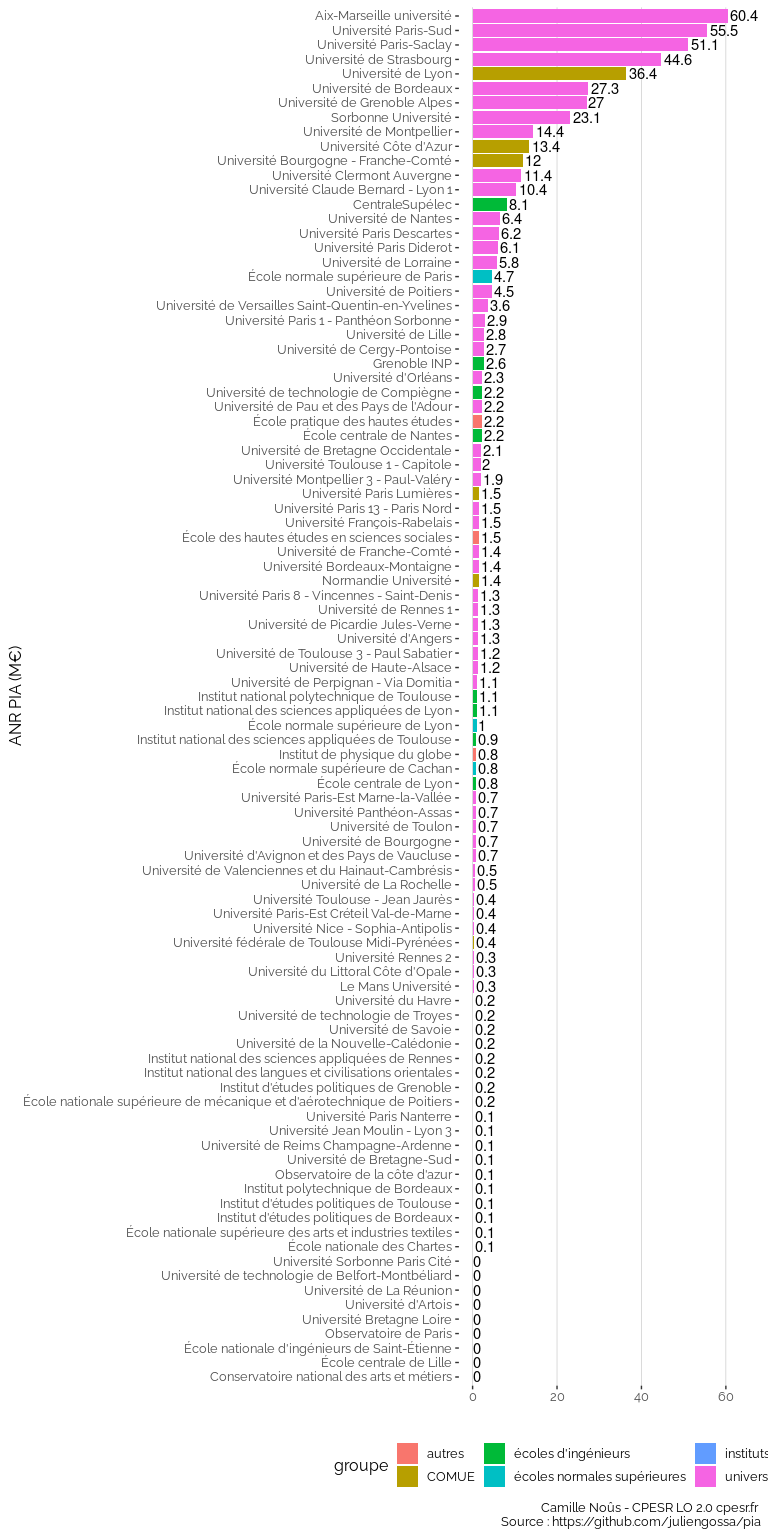 Aix-Marseille université 60.4
Université Paris-Sud 55.5
Université Paris-Saclay 51.1
Université de Strasbourg 44.6
Université de Lyon 36.4
Université de Bordeaux 27.3
Université de Grenoble Alpes 27
Sorbonne Université 23.1
Université de Montpellier 14.4
Université Côte d'Azur 13.4
Université Bourgogne - Franche-Comté 12
Université Clermont Auvergne 11.4
Université Claude Bernard - Lyon 1 10.4
CentraleSupélec 8.1
Université de Nantes 6.4
Université Paris Descartes 6.2
Université Paris Diderot 6.1
Université de Lorraine 5.8
École normale supérieure de Paris 4.7
Université de Poitiers 4.5
Université de Versailles Saint-Quentin-en-Yvelines 3.6
Université Paris 1 - Panthéon Sorbonne 2.9
Université de Lille 2.8
Université de Cergy-Pontoise 2.7
Grenoble INP 2.6
Université d'Orléans 2.3
Université de technologie de Compiègne 2.2
Université de Pau et des Pays de l'Adour 2.2
École pratique des hautes études 2.2
École centrale de Nantes 2.2
Université de Bretagne Occidentale 2.1
Université Toulouse 1 - Capitole 2
Université Montpellier 3 - Paul-Valéry 1.9
Université Paris Lumières 1.5
Université Paris 13 - Paris Nord 1.5
Université François-Rabelais 1.5
École des hautes études en sciences sociales 1.5
Université de Franche-Comté 1.4
Université Bordeaux-Montaigne 1.4
Normandie Université 1.4
Université Paris 8 - Vincennes - Saint-Denis 1.3
Université de Rennes 1 1.3
Université de Picardie Jules-Verne 1.3
Université d'Angers 1.3
Université de Toulouse 3 - Paul Sabatier 1.2
Université de Haute-Alsace 1.2
Université de Perpignan - Via Domitia 1.1
Institut national polytechnique de Toulouse 1.1
Institut national des sciences appliquées de Lyon 1.1
École normale supérieure de Lyon 1
Institut national des sciences appliquées de Toulouse 0.9
Institut de physique du globe 0.8
École normale supérieure de Cachan 0.8
École centrale de Lyon 0.8
Université Paris-Est Marne-la-Vallée 0.7
Université Panthéon-Assas 0.7
Université de Toulon 0.7
Université de Bourgogne 0.7
Université d'Avignon et des Pays de Vaucluse 0.7
Université de Valenciennes et du Hainaut-Cambrésis 0.5
Université de La Rochelle 0.5
Université Toulouse - Jean Jaurès 0.4
Université Paris-Est Créteil Val-de-Marne 0.4
Université Nice - Sophia-Antipolis 0.4
Université fédérale de Toulouse Midi-Pyrénées 0.4
Université Rennes 2 0.3
Université du Littoral Côte d'Opale 0.3
Le Mans Université 0.3
Université du Havre 0.2
Université de technologie de Troyes 0.2
Université de Savoie 0.2
Université de la Nouvelle-Calédonie 0.2
Institut national des sciences appliquées de Rennes 0.2
Institut national des langues et civilisations orientales 0.2
Institut d'études politiques de Grenoble 0.2
École nationale supérieure de mécanique et d'aérotechnique de Poitiers 0.2
Université Paris Nanterre 0.1
Université Jean Moulin - Lyon 3 0.1
Université de Reims Champagne-Ardenne 0.1
Université de Bretagne-Sud 0.1
Observatoire de la côte d'azur 0.1
Institut polytechnique de Bordeaux 0.1
Institut d'études politiques de Toulouse 0.1
Institut d'études politiques de Bordeaux 0.1
École nationale supérieure des arts et industries textiles 0.1
École nationale des Chartes 0.1
Université Sorbonne Paris Cité 0
Université de technologie de Belfort-Montbéliard 0
Université de La Réunion 0
Université d'Artois 0
Université Bretagne Loire 0
Observatoire de Paris 0
École nationale d'ingénieurs de Saint-Étienne 0
École centrale de Lille 0
Conservatoire national des arts et métiers 0
0 20 40 60
ANR PIA (M€)
groupe
autres écoles d'ingénieurs instituts
COMUE écoles normales supérieures univers
Camille Noûs - CPESR LO 2.0 cpesr.fr
Source : https://github.com/juliengossa/pia